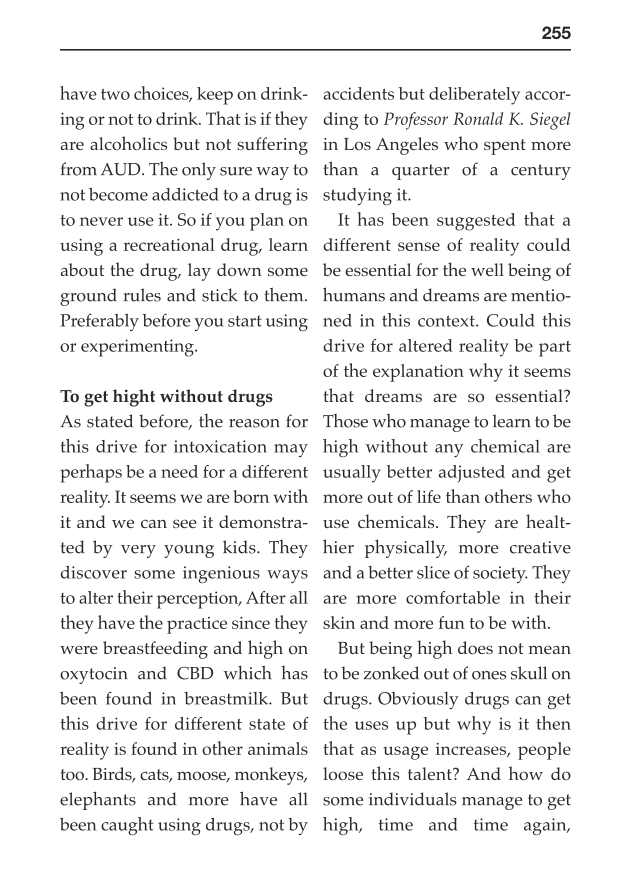 255
have two choices, keep on drink-
ing or not to drink. That is if they
are alcoholics but not suffering
from AUD. The only sure way to
not become addicted to a drug is
to never use it. So if you plan on
using a recreational drug, learn
about the drug, lay down some
ground rules and stick to them.
Preferably before you start using
or experimenting.
To get hight without drugs
As stated before, the reason for
this drive for intoxication may
perhaps be a need for a different
reality. It seems we are born with
it and we can see it demonstra-
ted by very young kids. They
discover some ingenious ways
to alter their perception, After all
they have the practice since they
were breastfeeding and high on
oxytocin and CBD which has
been found in breastmilk. But
this drive for different state of
reality is found in other animals
too. Birds, cats, moose, monkeys,
elephants and more have all
been caught using drugs, not by
accidents but deliberately accor-
ding to Professor Ronald K. Siegel
in Los Angeles who spent more
than a quarter of a century
studying it.
It has been suggested that a
different sense of reality could
be essential for the well being of
humans and dreams are mentio-
ned in this context. Could this
drive for altered reality be part
of the explanation why it seems
that dreams are so essential?
Those who manage to learn to be
high without any chemical are
usually better adjusted and get
more out of life than others who
use chemicals. They are healt-
hier physically, more creative
and a better slice of society. They
are more comfortable in their
skin and more fun to be with.
But being high does not mean
to be zonked out of ones skull on
drugs. Obviously drugs can get
the uses up but why is it then
that as usage increases, people
loose this talent? And how do
some individuals manage to get
high, time and time again,